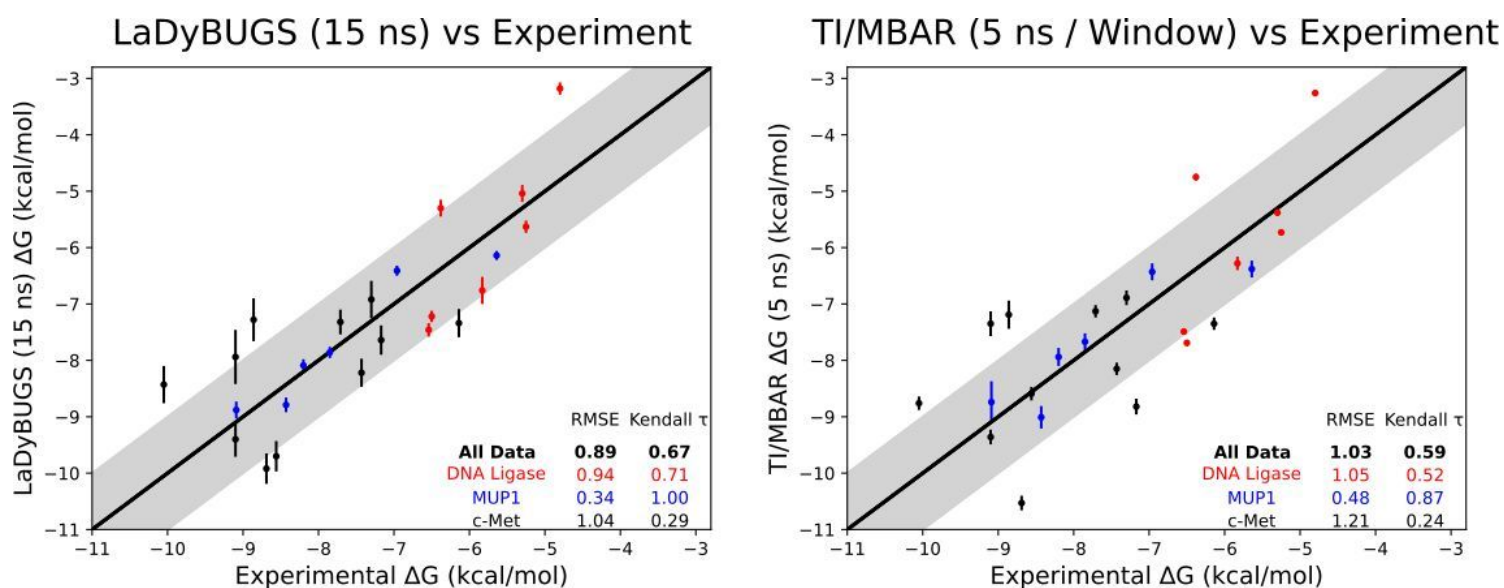 LaDyBUGS (15 ns) vs Experiment
LaDyBUGS (15 ns) ΔG (kcal/mol)
−3
−4
−5
−6
−7
−8
−9
−10
−11
RMSE Kendall τ
All Data 0.89 0.67
DNA Ligase 0.94 0.71
MUP1 0.34 1.00
c-Met 1.04 0.29
−11 −10 −9 −8 −7 −6 −5 −4 −3
Experimental ΔG (kcal/mol)
TI/MBAR (5 ns / Window) vs Experiment
TI/MBAR ΔG (5 ns) (kcal/mol)
−3
−4
−5
−6
−7
−8
−9
−10
−11
RMSE Kendall τ
All Data 1.03 0.59
DNA Ligase 1.05 0.52
MUP1 0.48 0.87
c-Met 1.21 0.24
−11 −10 −9 −8 −7 −6 −5 −4 −3
Experimental ΔG (kcal/mol)